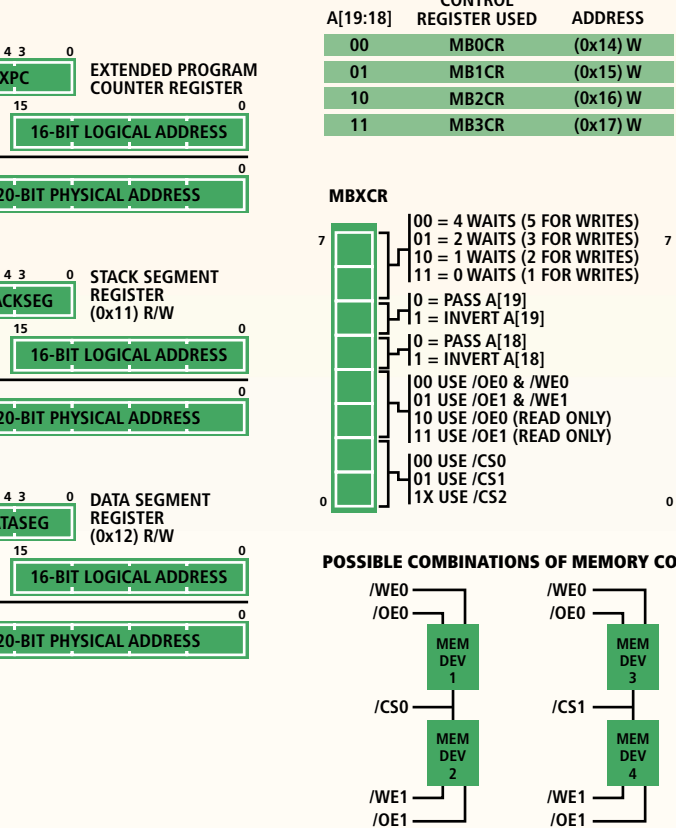 CONTROL
A[19:18] REGISTER USED ADDRESS
00 MB0CR (0x14) W
01 MB1CR (0x15) W
10 MB2CR (0x16) W
11 MB3CR (0x17) W
4 3 0
XPC
EXTENDED PROGRAM
COUNTER REGISTER
15 0
16-BIT LOGICAL ADDRESS
0
20-BIT PHYSICAL ADDRESS
4 3 0
ACKSEG
STACK SEGMENT
REGISTER
(0x11) R/W
15 0
16-BIT LOGICAL ADDRESS
0
20-BIT PHYSICAL ADDRESS
4 3 0
TASEG
DATA SEGMENT
REGISTER
(0x12) R/W
15 0
16-BIT LOGICAL ADDRESS
0
20-BIT PHYSICAL ADDRESS
MBXCR
7
00 = 4 WAITS (5 FOR WRITES)
01 = 2 WAITS (3 FOR WRITES)
10 = 1 WAITS (2 FOR WRITES)
11 = 0 WAITS (1 FOR WRITES)
7
0 = PASS A[19]
1 = INVERT A[19]
0 = PASS A[18]
1 = INVERT A[18]
00 USE /OE0 & /WE0
01 USE /OE1 & /WE1
10 USE /OE0 (READ ONLY)
11 USE /OE1 (READ ONLY)
00 USE /CS0
01 USE /CS1
1X USE /CS2
0
0
POSSIBLE COMBINATIONS OF MEMORY CO
/WE0
/OE0
MEM
DEV
1
/CS0
MEM
DEV
2
/WE1
/OE1
/WE0
/OE0
MEM
DEV
3
/CS1
MEM
DEV
4
/WE1
/OE1